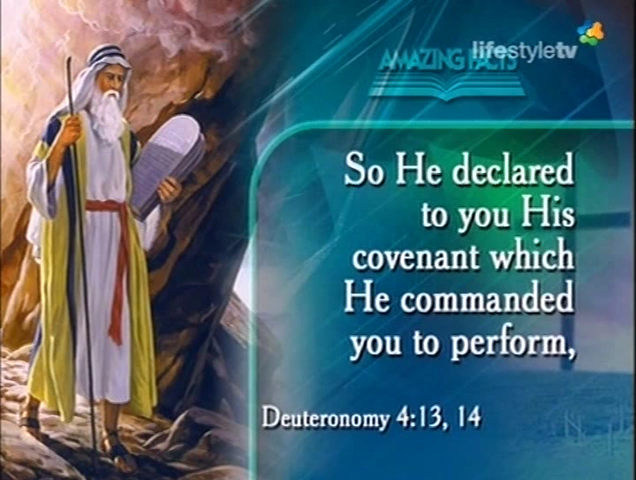 lifestyletv
AMAZING FACTS
So He declared
to you His
covenant which
He commanded
you to perform,
Deuteronomy 4:13, 14